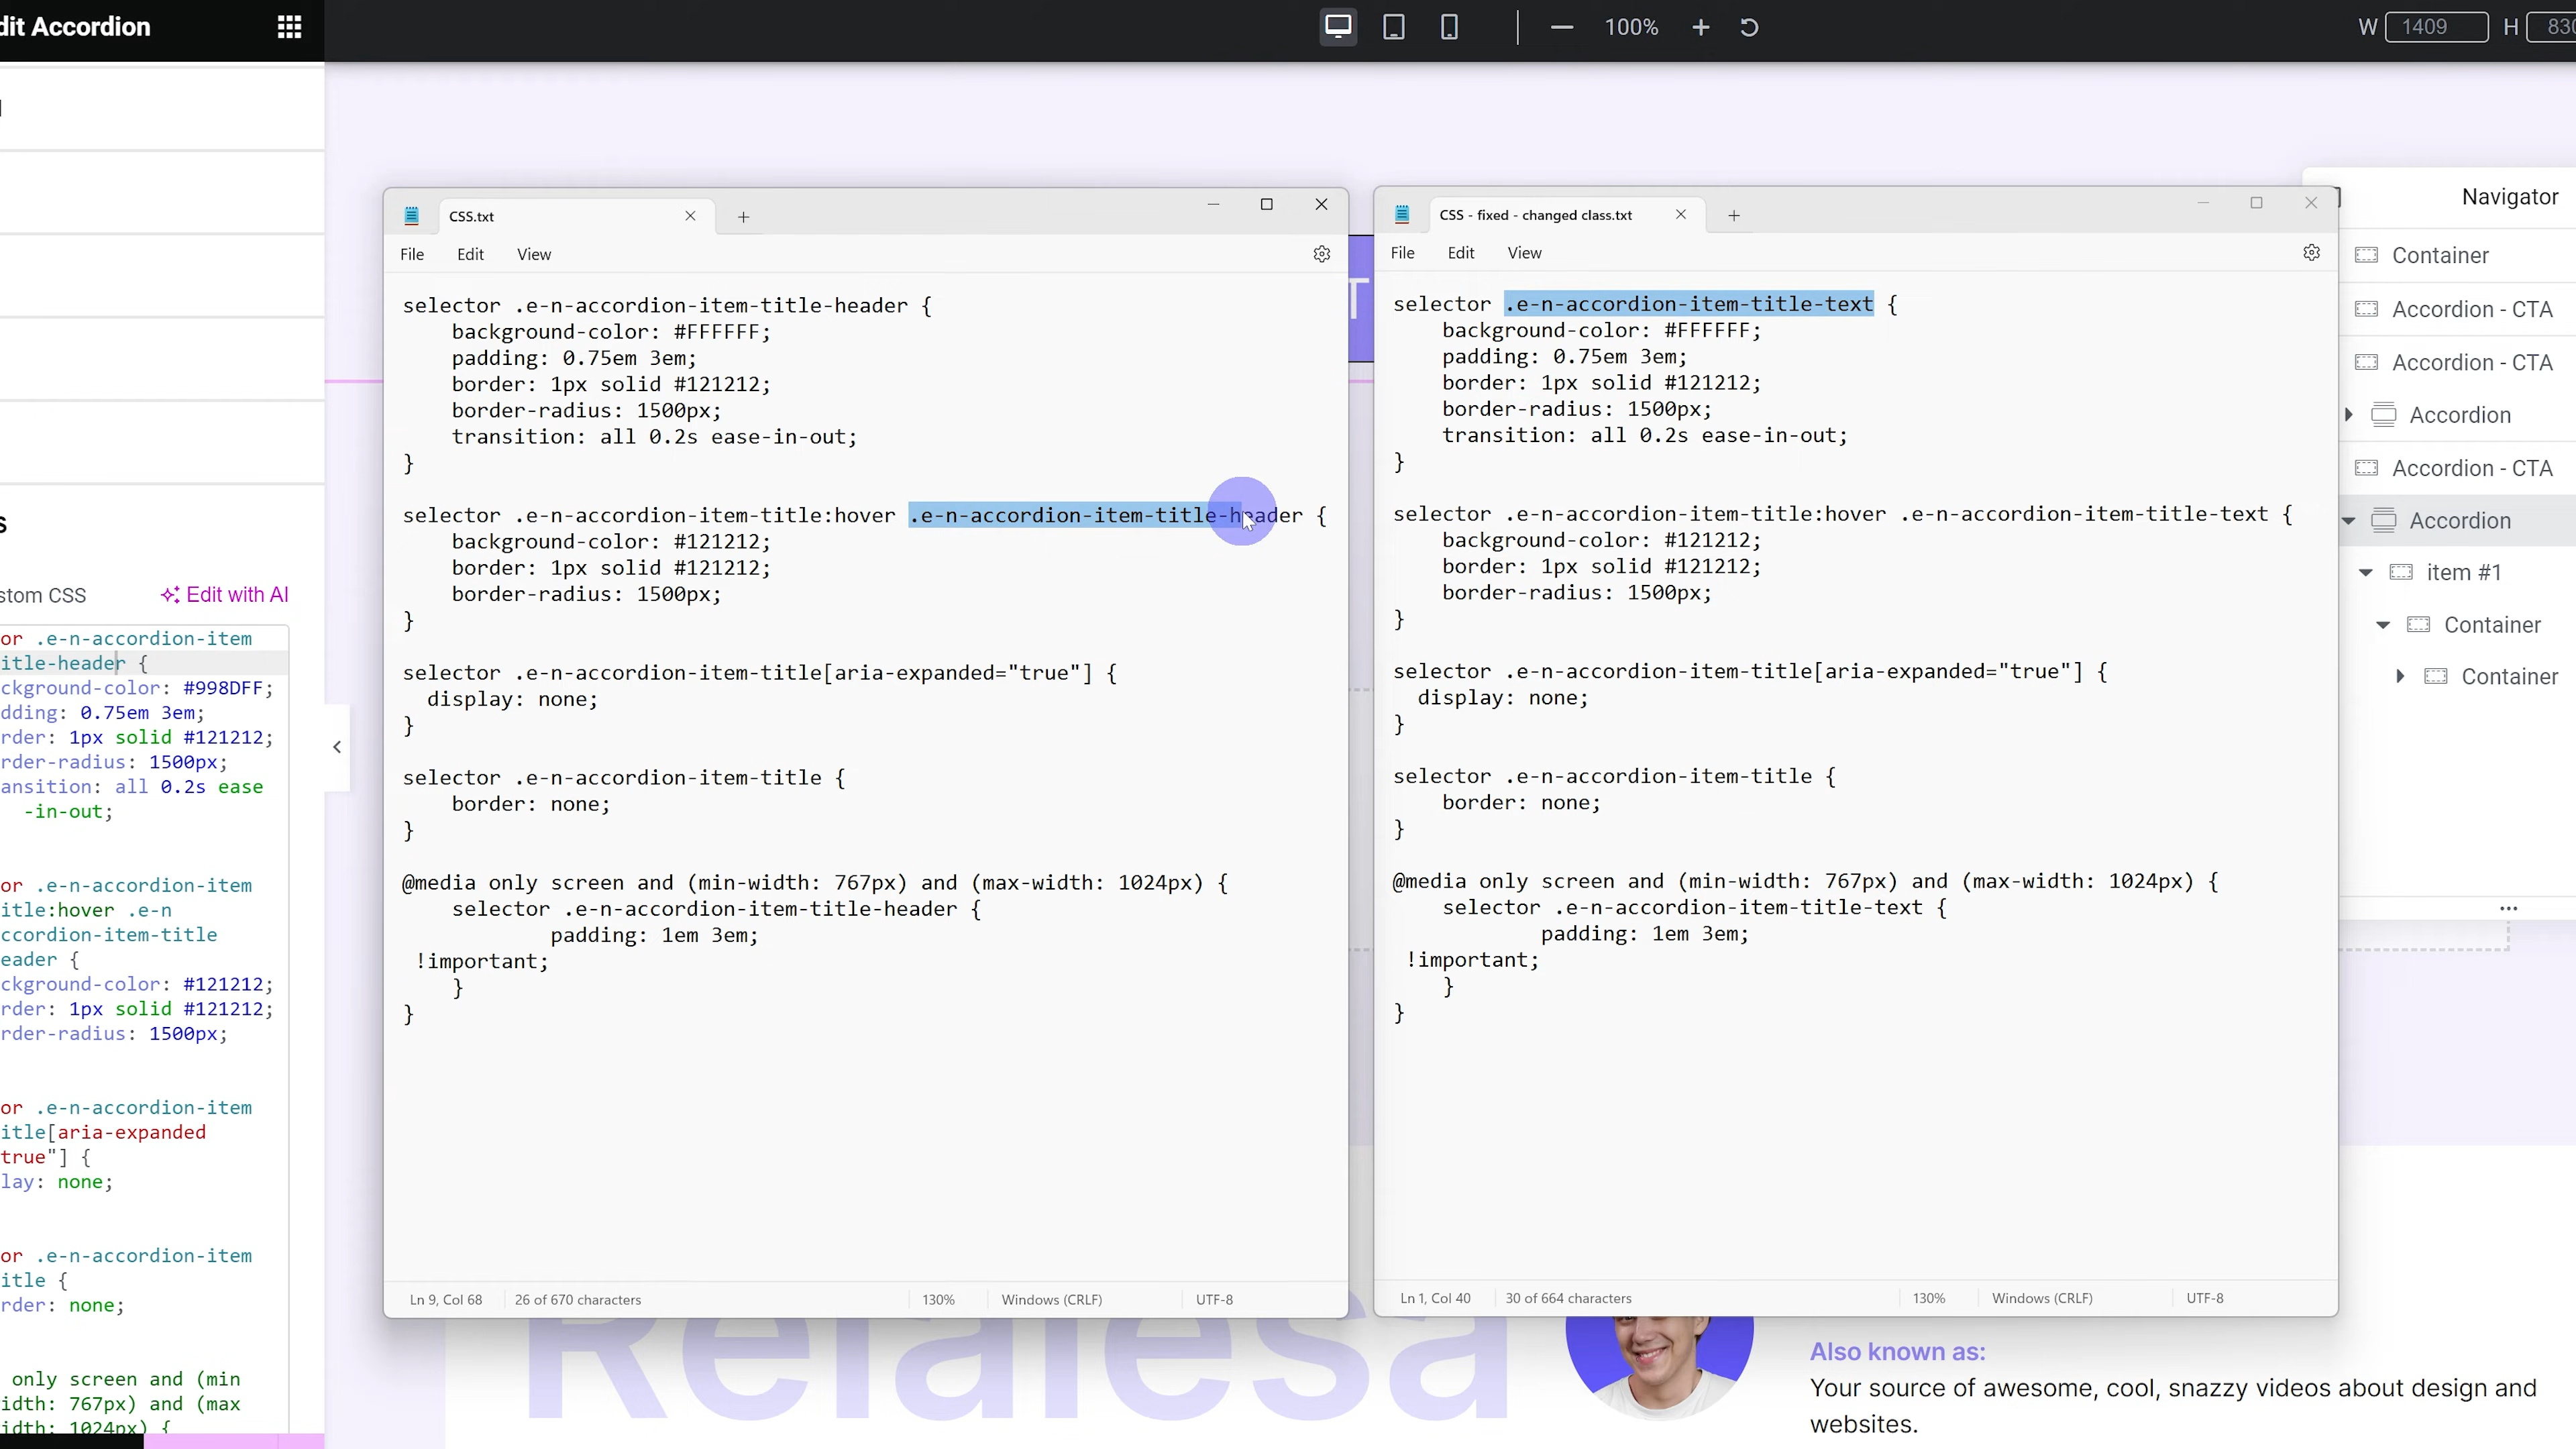 dit Accordion
100%
W 1409 H 830
s
stom CSS
Edit with AI
or .e-n-accordion-item
itle-header {
ckground-color: #998DFF;
dding: 0.75em 3em;
rder: 1px solid #121212;
rder-radius: 1500px;
ansition: all 0.2s ease
-in-out;
or .e-n-accordion-item
itle:hover .e-n
ccordion-item-title
eader {
ckground-color: #121212;
rder: 1px solid #121212;
rder-radius: 1500px;
or .e-n-accordion-item
itle[aria-expanded
true"] {
lay: none;
or .e-n-accordion-item
itle {
rder: none;
only screen and (min
idth: 767px) and (max
idth: 1024px) {
CSS.txt
File Edit View
selector .e-n-accordion-item-title-header {
background-color: #FFFFFF;
padding: 0.75em 3em;
border: 1px solid #121212;
border-radius: 1500px;
transition: all 0.2s ease-in-out;
}
selector .e-n-accordion-item-title:hover .e-n-accordion-item-title-header {
background-color: #121212;
border: 1px solid #121212;
border-radius: 1500px;
}
selector .e-n-accordion-item-title[aria-expanded="true"] {
display: none;
}
selector .e-n-accordion-item-title {
border: none;
}
@media only screen and (min-width: 767px) and (max-width: 1024px) {
selector .e-n-accordion-item-title-header {
padding: 1em 3em;
!important;
}
}
Ln 9, Col 68 26 of 670 characters 130% Windows (CRLF) UTF-8
T
CSS - fixed - changed class.txt
File Edit View
selector .e-n-accordion-item-title-text {
background-color: #FFFFFF;
padding: 0.75em 3em;
border: 1px solid #121212;
border-radius: 1500px;
transition: all 0.2s ease-in-out;
}
selector .e-n-accordion-item-title:hover .e-n-accordion-item-title-text {
background-color: #121212;
border: 1px solid #121212;
border-radius: 1500px;
}
selector .e-n-accordion-item-title[aria-expanded="true"] {
display: none;
}
selector .e-n-accordion-item-title {
border: none;
}
@media only screen and (min-width: 767px) and (max-width: 1024px) {
selector .e-n-accordion-item-title-text {
padding: 1em 3em;
!important;
}
}
Ln 1, Col 40 30 of 664 characters 130% Windows (CRLF) UTF-8
Navigator
Container
Accordion - CTA
Accordion - CTA
Accordion
Accordion - CTA
Accordion
item #1
Container
Container
Also known as:
Your source of awesome, cool, snazzy videos about design and
websites.